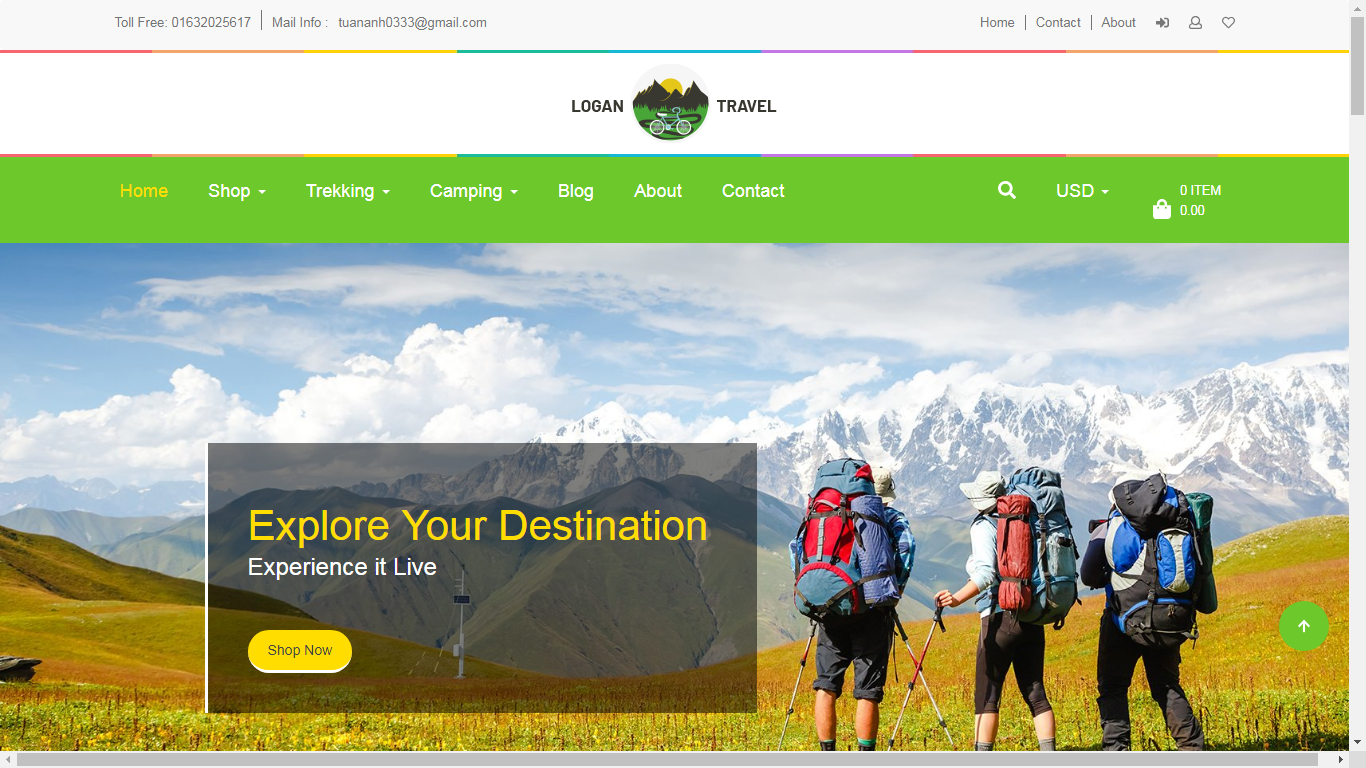 Toll Free: 01632025617
Mail Info : tuananh0333@gmail.com
Home
Contact
About
LOGAN TRAVEL
Home
Shop
Trekking
Camping
Blog
About
Contact
USD
0 ITEM
0.00
Explore Your Destination
Experience it Live
Shop Now